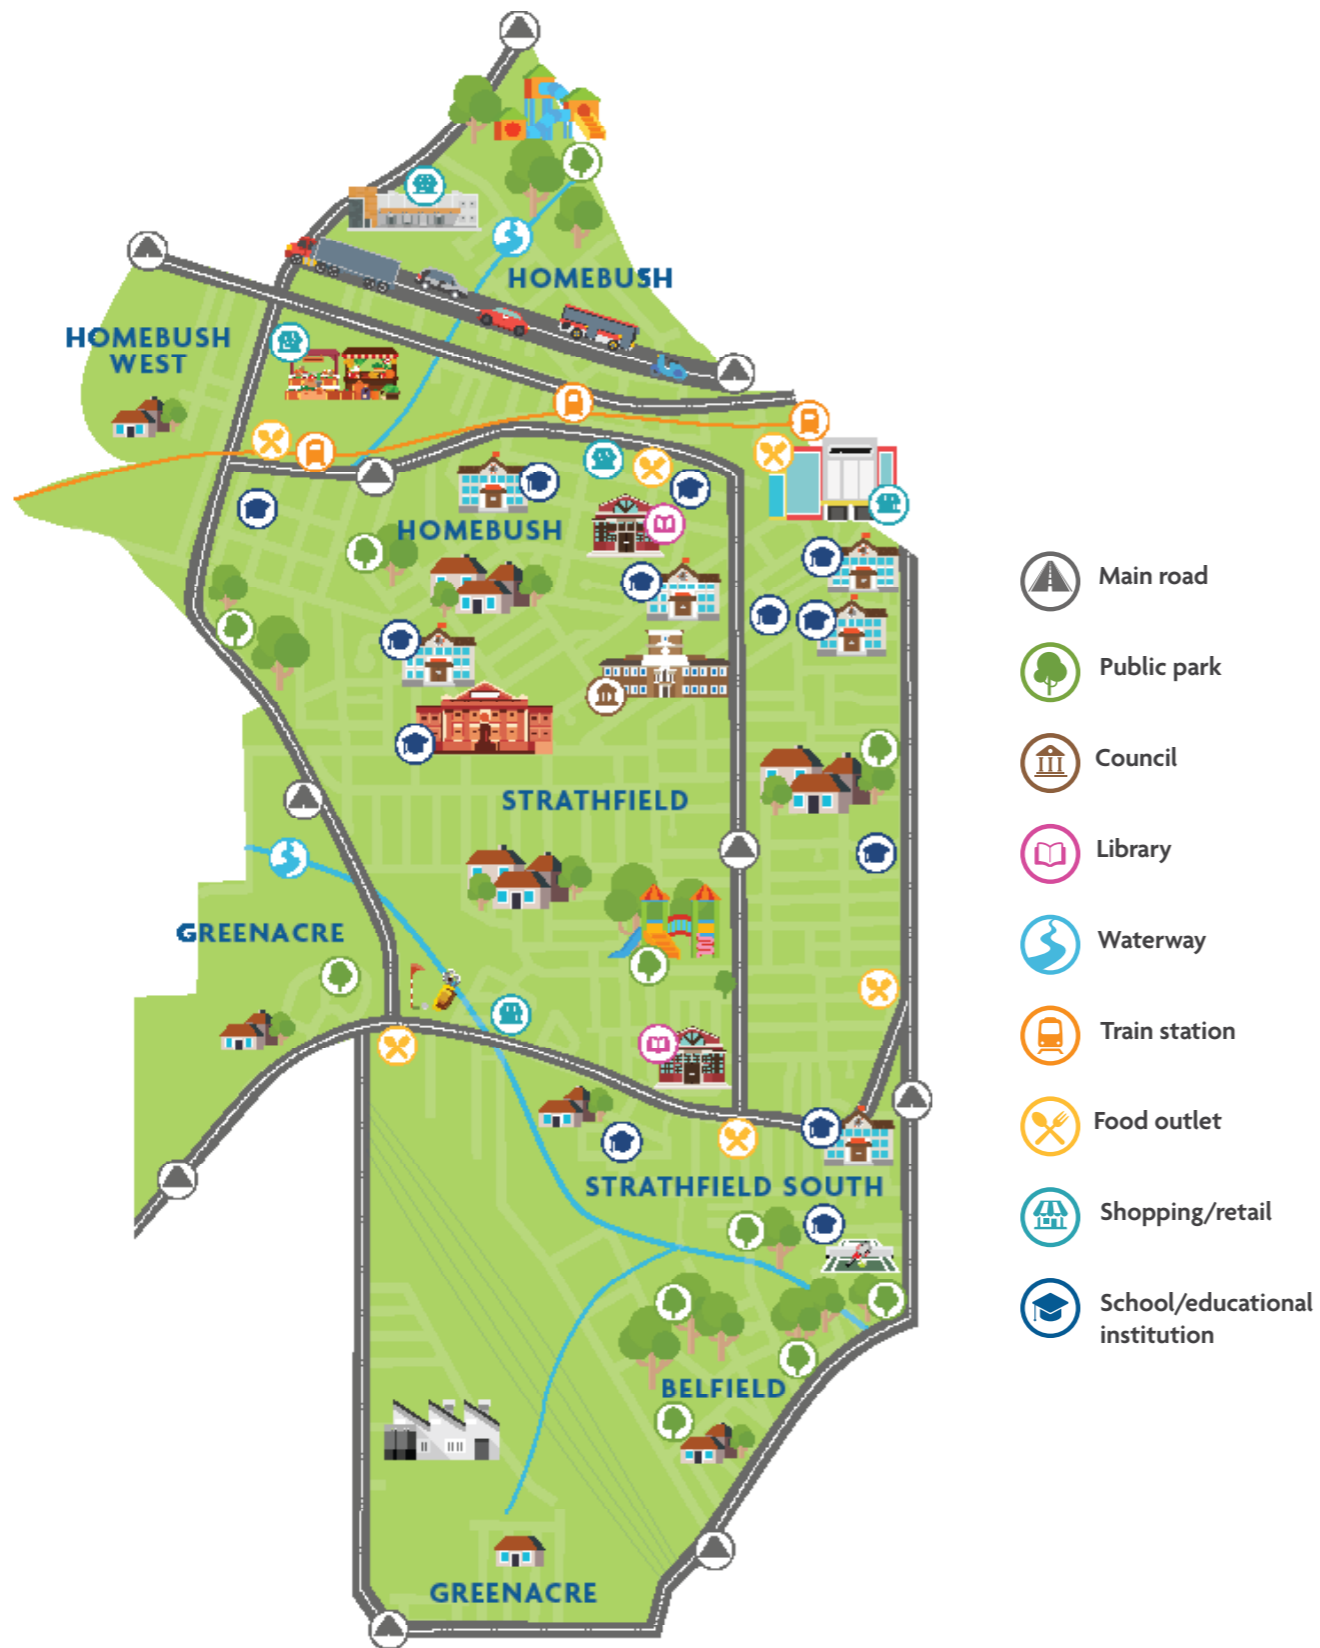 HOMEBUSH
HOMEBUSH
WEST
HOMEBUSH
STRATHFIELD
GREENACRE
STRATHFIELD SOUTH
BELFIELD
GREENACRE
Main road
Public park
Council
Library
Waterway
Train station
Food outlet
Shopping/retail
School/educational
institution